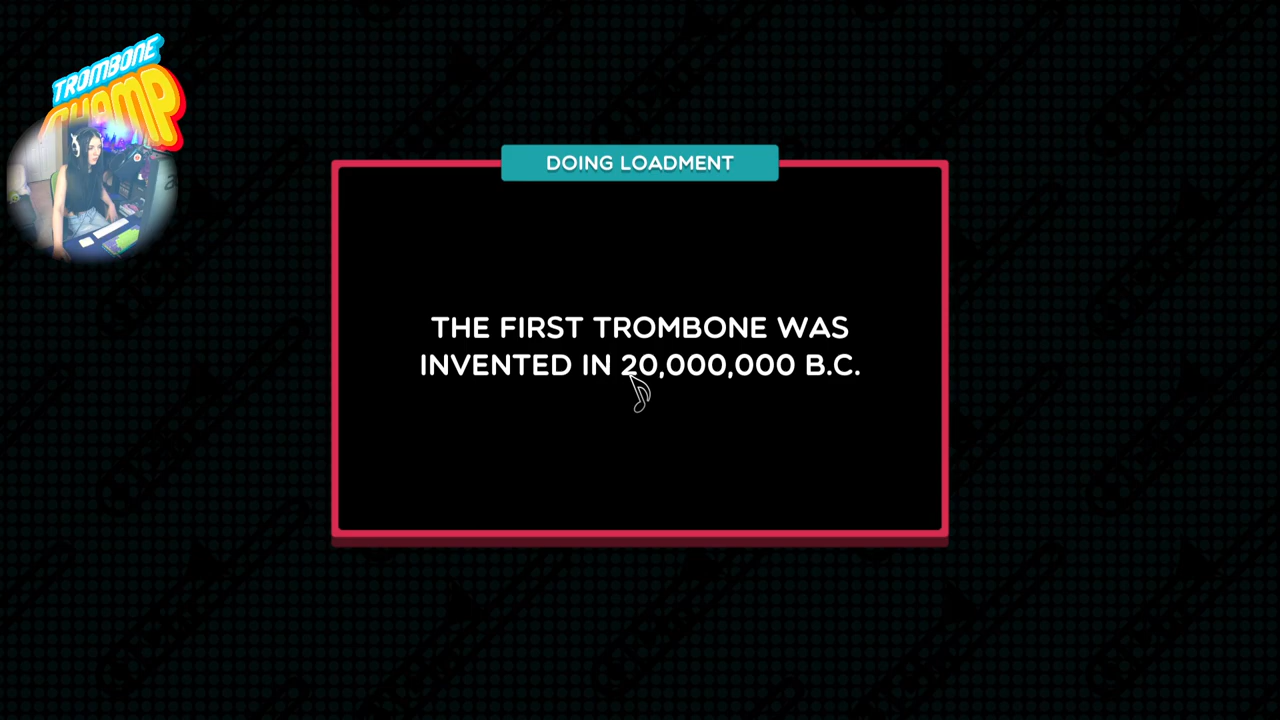 TROMBONE
CHAMP
DOING LOADMENT
THE FIRST TROMBONE WAS
INVENTED IN 20,000,000 B.C.